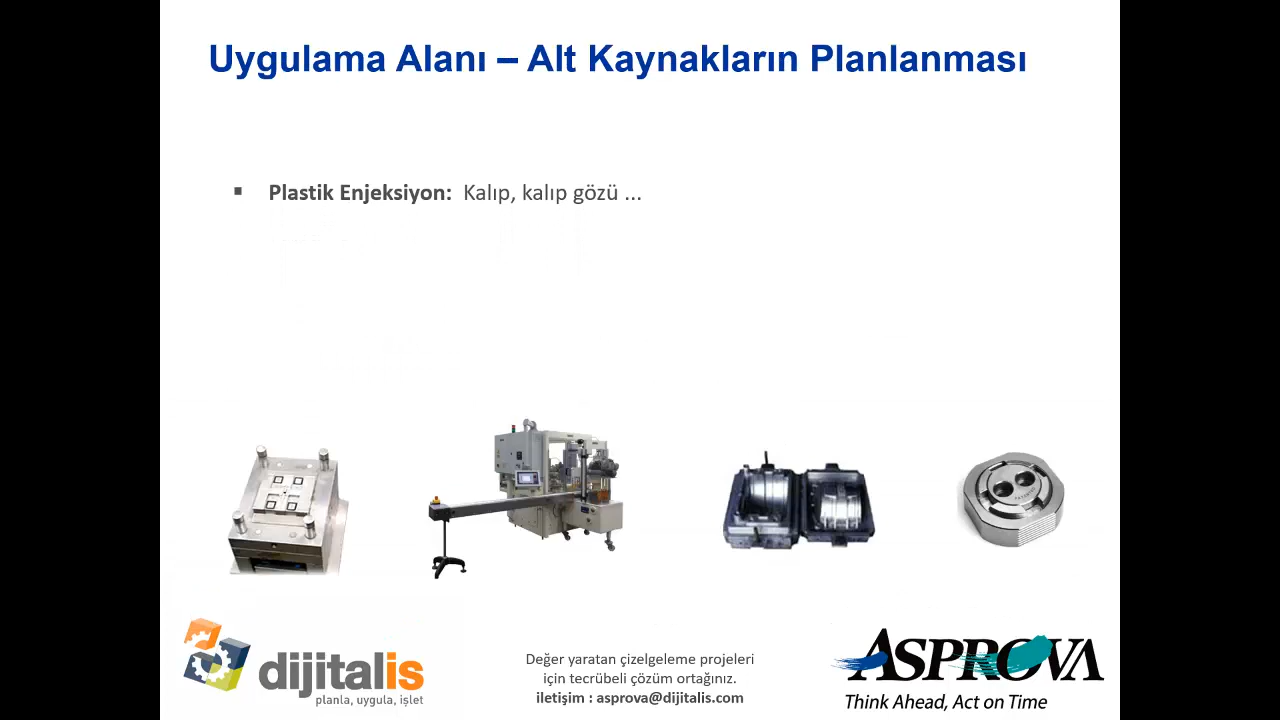 Uygulama Alanı – Alt Kaynakların Planlanması
▪ Plastik Enjeksiyon: Kalıp, kalıp gözü ...
dijitalis
planla, uygula, işlet
Değer yaratan çizelgeleme projeleri
için tecrübeli çözüm ortağınız.
iletişim : asprova@dijitalis.com
ASPROVA
Think Ahead, Act on Time